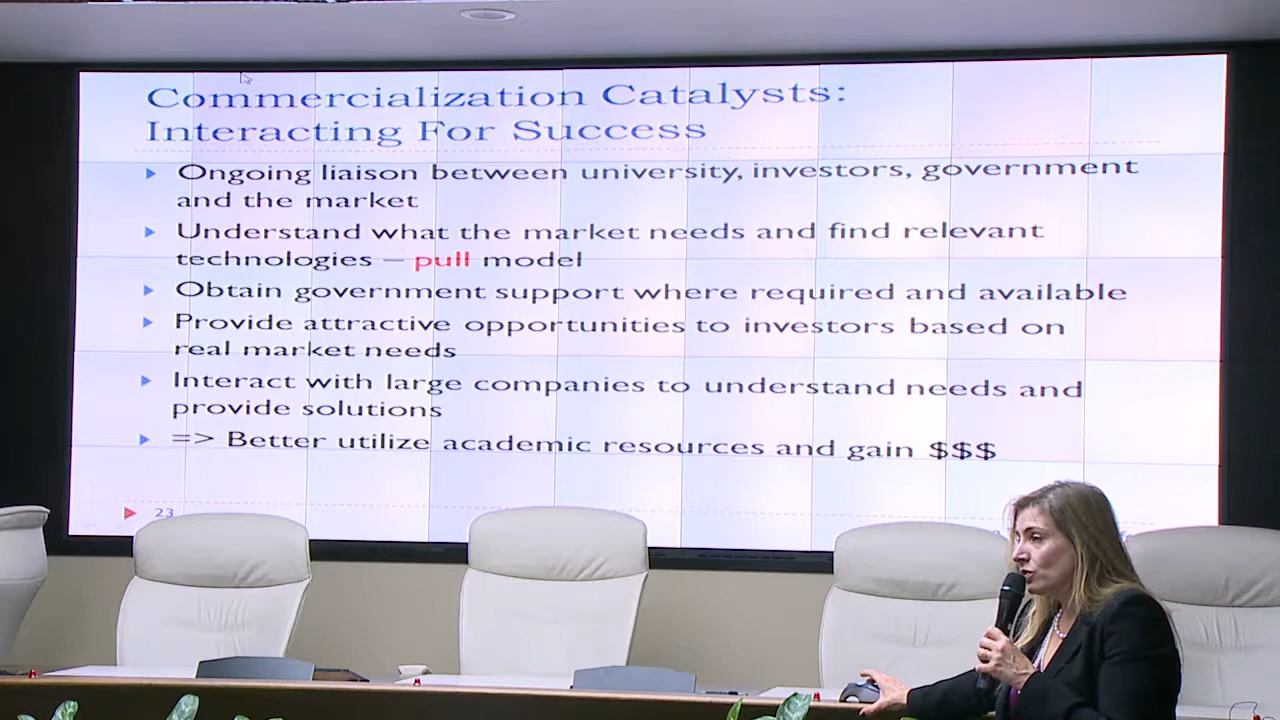 Commercialization Catalysts:
Interacting For Success
Ongoing liaison between university, investors, government
and the market
Understand what the market needs and find relevant
technologies – pull model
Obtain government support where required and available
Provide attractive opportunities to investors based on
real market needs
Interact with large companies to understand needs and
provide solutions
=> Better utilize academic resources and gain $$$
23